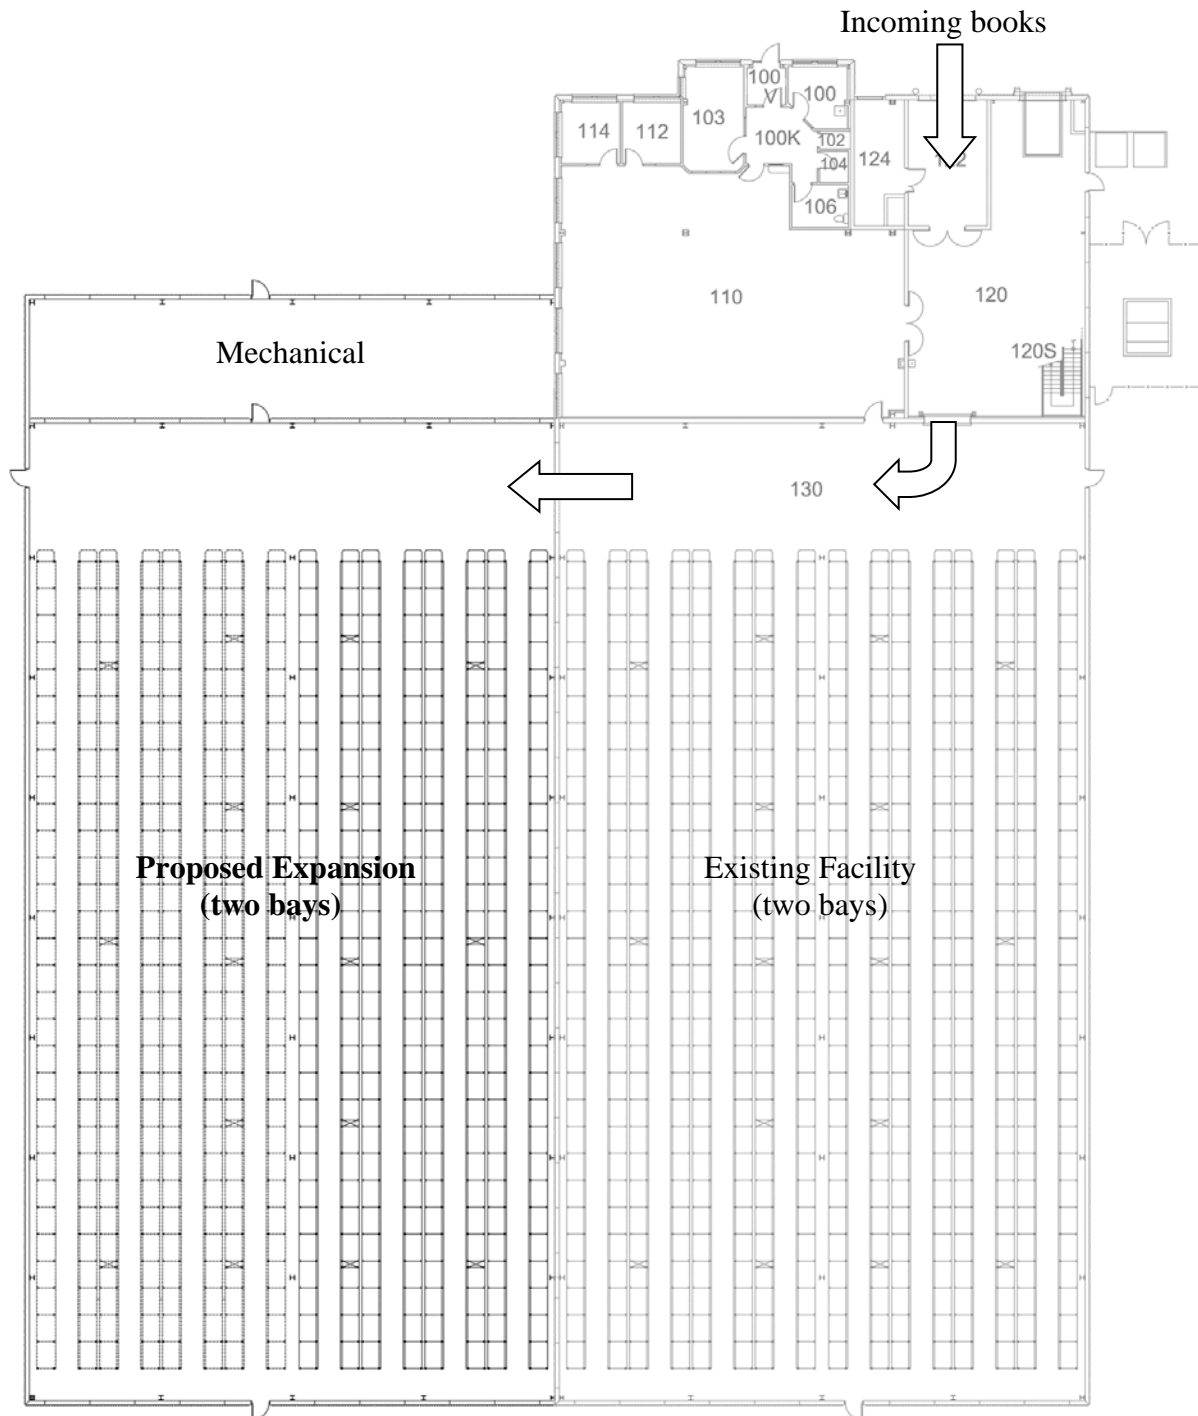 Incoming books
100
V
100
103
114
112
100K
102
104
124
106
110
120
120S
Mechanical
130
Proposed Expansion
(two bays)
Existing Facility
(two bays)